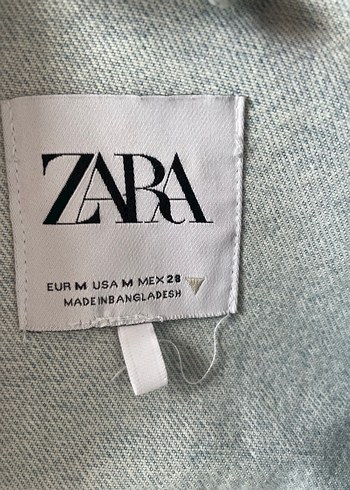 ZARA
EUR M USA M MEX 28
MADE IN BANGLADESH